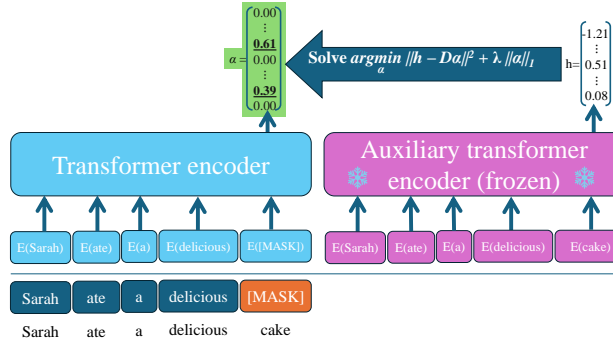 α = 0.00 ⋮ 0.61 0.00 ⋮ 0.39 0.00
Solve argmin α ||h - Dα||² + λ ||α||₁
h= -1.21 ⋮ 0.51 ⋮ 0.08
Transformer encoder
Auxiliary transformer
encoder (frozen)
E(Sarah) E(ate) E(a) E(delicious) E([MASK])
E(Sarah) E(ate) E(a) E(delicious) E(cake)
Sarah ate a delicious [MASK]
Sarah ate a delicious cake